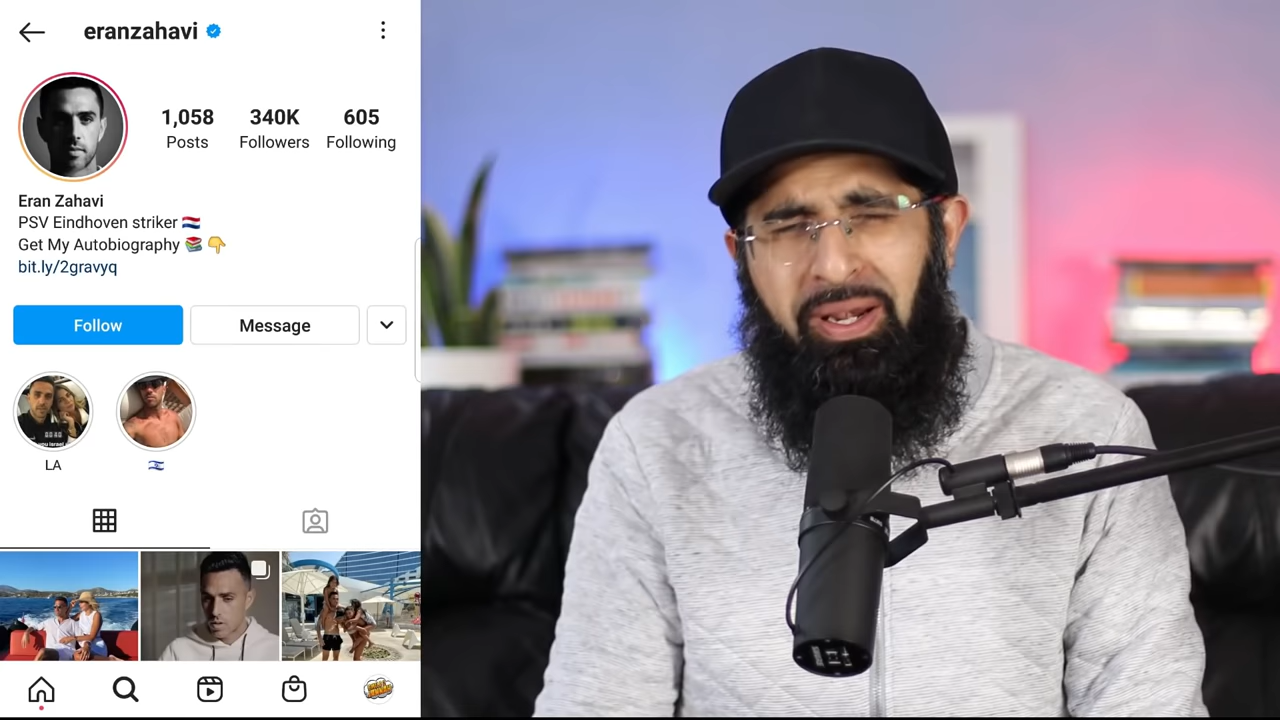 eranzahavi
1,058
Posts
340K
Followers
605
Following
Eran Zahavi
PSV Eindhoven striker 🇳🇱
Get My Autobiography 📚 👇
bit.ly/2gravyq
Follow
Message
LA
🇮🇱